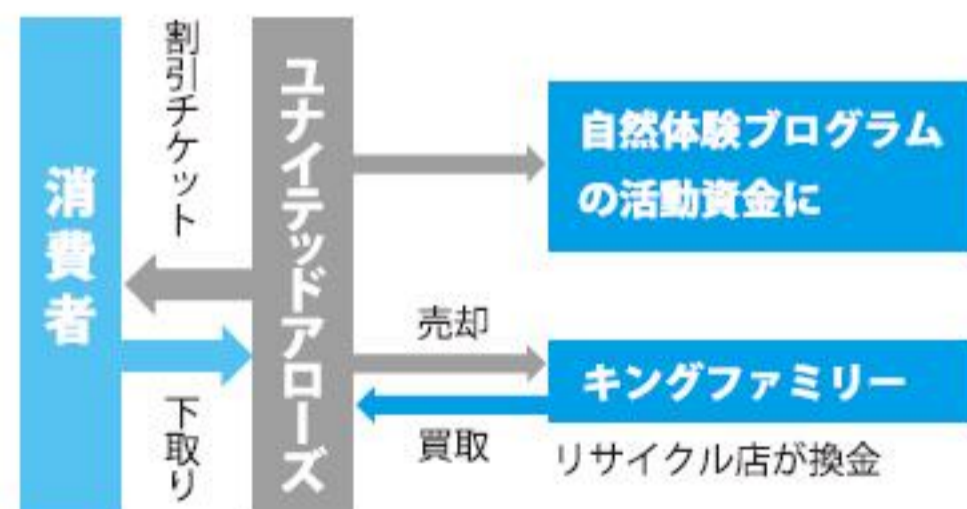 消費者
割引チケット
下取り
ユナイテッドアローズ
自然体験プログラム
の活動資金に
売却
買取
キングファミリー
リサイクル店が換金